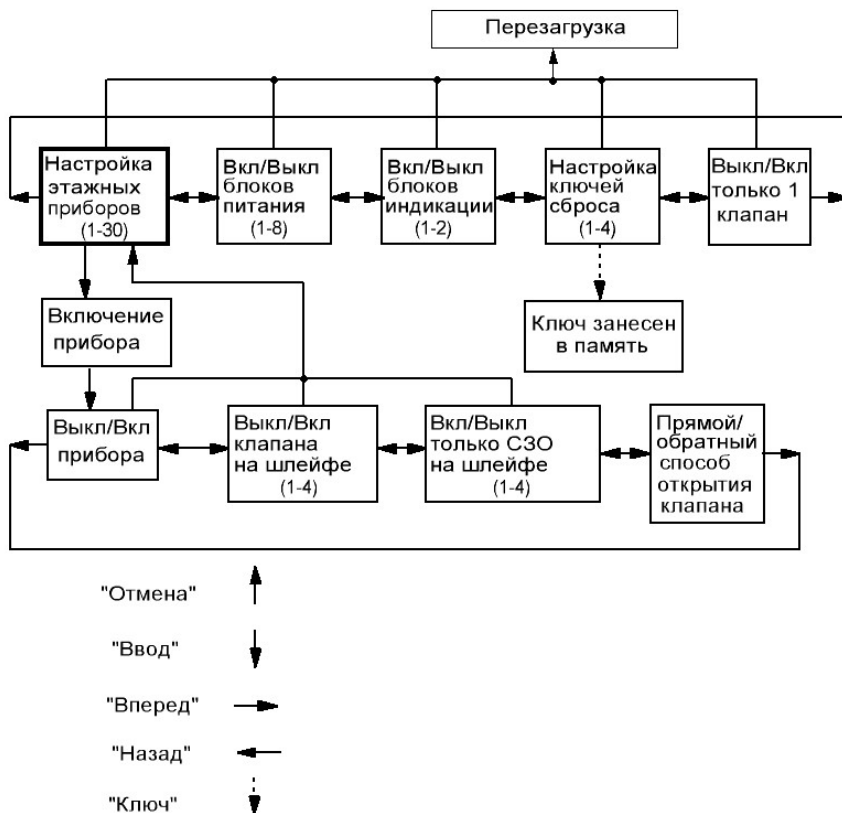 Перезагрузка
Настройка
этажных
приборов
(1-30)
Вкл/Выкл
блоков
питания
(1-8)
Вкл/Выкл
блоков
индикации
(1-2)
Настройка
ключей
сброса
(1-4)
Выкл/Вкл
только 1
клапан
Включение
прибора
Ключ занесен
в память
Выкл/Вкл
прибора
Выкл/Вкл
клапана
на шлейфе
(1-4)
Вкл/Выкл
только СЗО
на шлейфе
(1-4)
Прямой/
обратный
способ
открытия
клапана
"Отмена"
"Ввод"
"Вперед"
"Назад"
"Ключ"